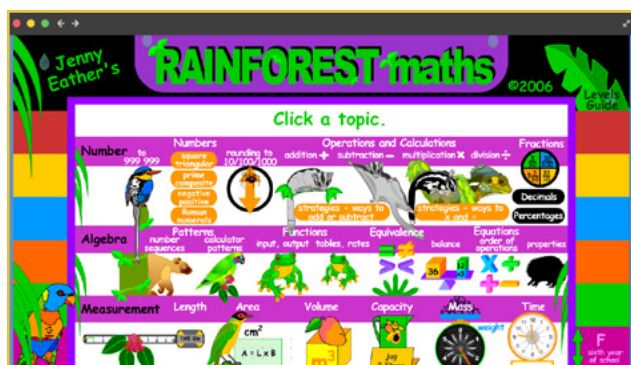 Jenny Eather's
RAINFOREST maths
©2006
Levels Guide
Click a topic.
Number to 999 999
Numbers
square triangular
prime composite
negative positive
Roman numerals
rounding to 10/100/1000
Operations and Calculations
addition + subtraction − multiplication × division ÷
strategies - ways to add or subtract
strategies - ways to × and ÷
Fractions
Decimals
Percentages
Algebra
Patterns
number sequences
calculator patterns
Functions
input, output tables, rates
Equivalence
balance
Equations
order of operations
properties
36
Measurement
Length
Area
cm²
A = L x B
Volume
m³
Capacity
jug
Mass
weight
Time
F
sixth year of school